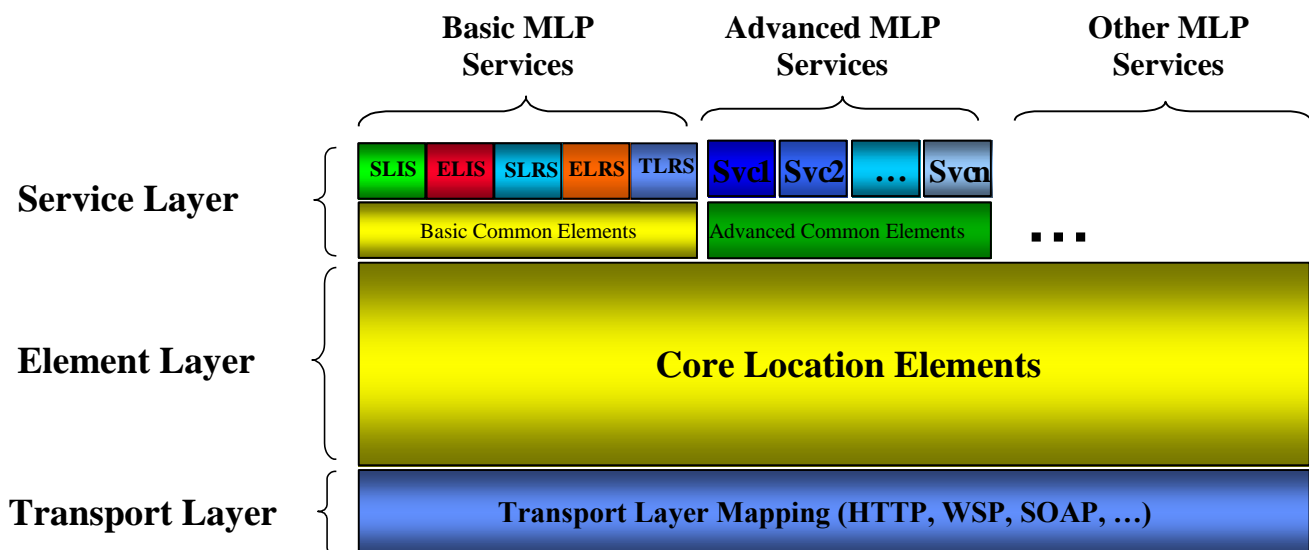 Basic MLP
Services
Advanced MLP
Services
Other MLP
Services
Service Layer
SLIS ELIS SLRS ELRS TLRS
Svc1 Svc2 … Svcn
Basic Common Elements
Advanced Common Elements
...
Element Layer
Core Location Elements
Transport Layer
Transport Layer Mapping (HTTP, WSP, SOAP, …)